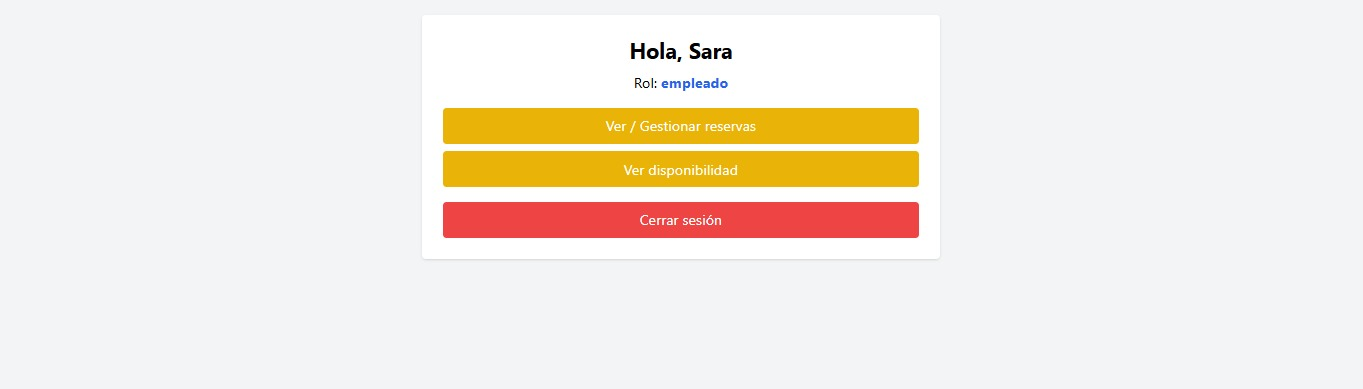 Hola, Sara
Rol: empleado
Ver / Gestionar reservas
Ver disponibilidad
Cerrar sesión